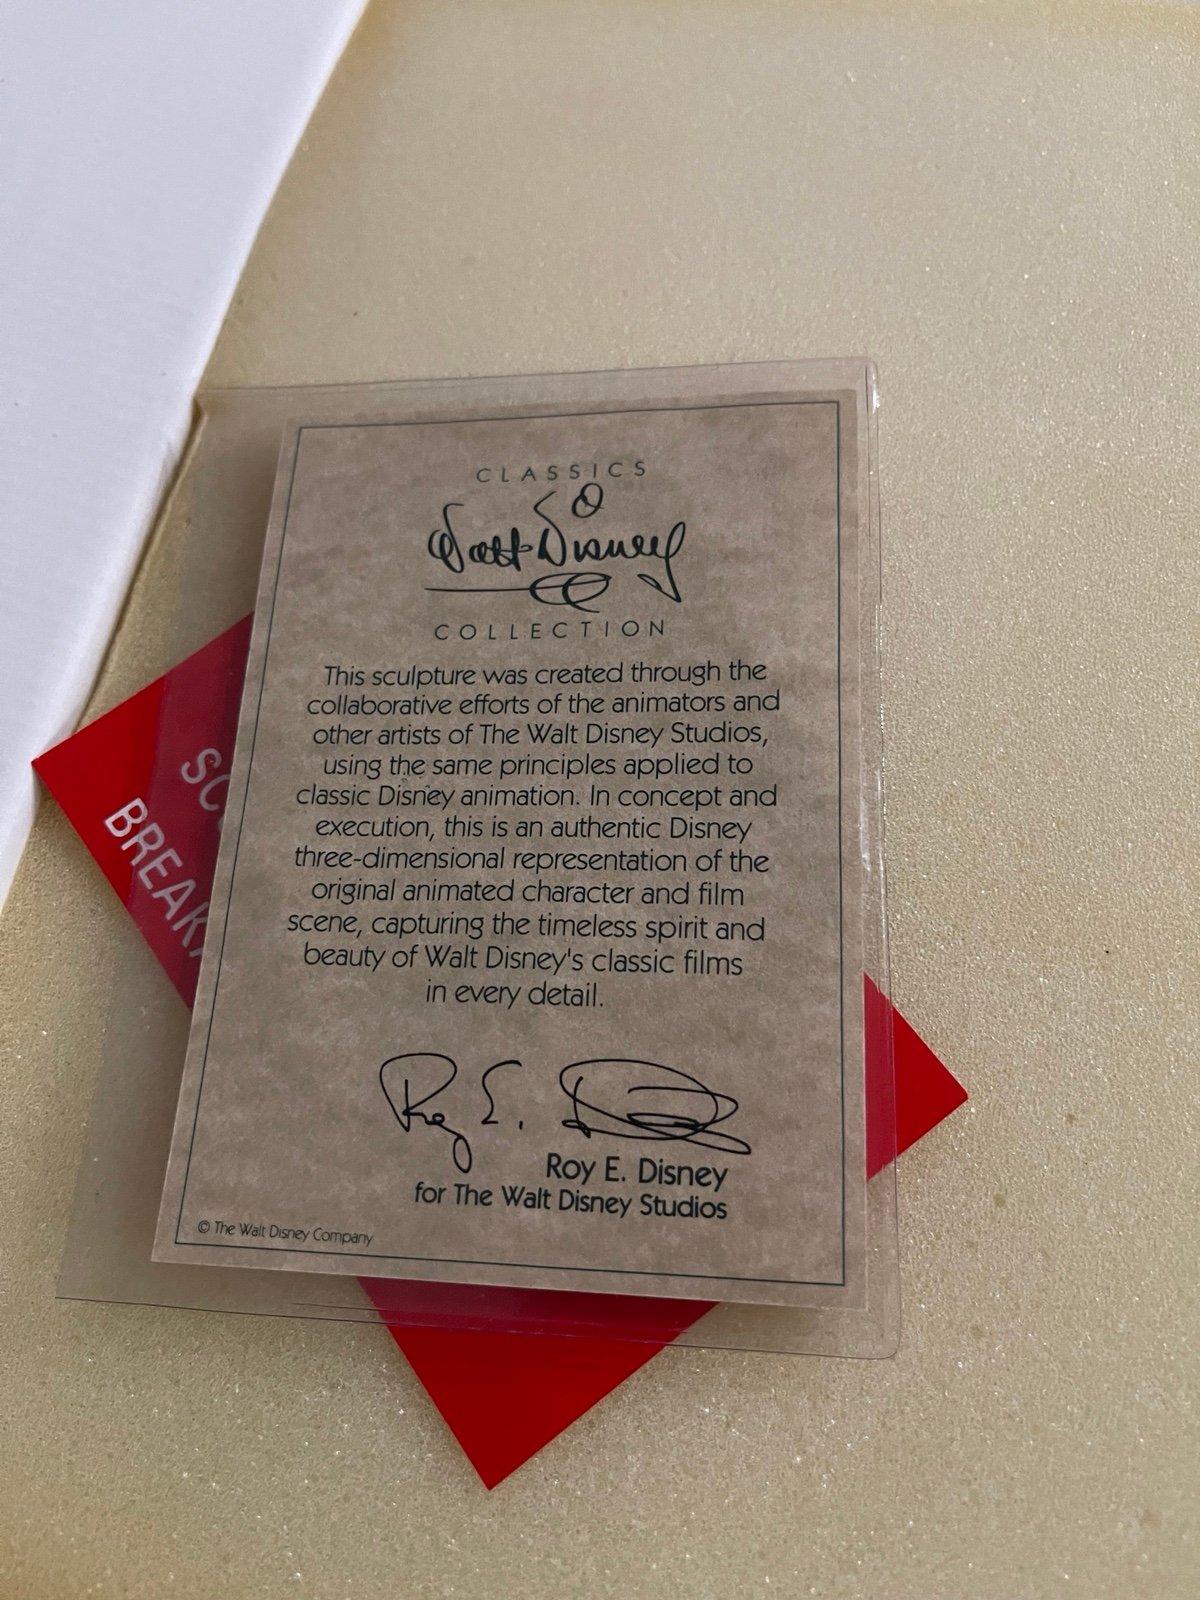 CLASSICS
Walt Disney
COLLECTION
This sculpture was created through the
collaborative efforts of the animators and
other artists of The Walt Disney Studios,
using the same principles applied to
classic Disney animation. In concept and
execution, this is an authentic Disney
three-dimensional representation of the
original animated character and film
scene, capturing the timeless spirit and
beauty of Walt Disney's classic films
in every detail.
Roy E. Disney
Roy E. Disney
for The Walt Disney Studios
© The Walt Disney Company